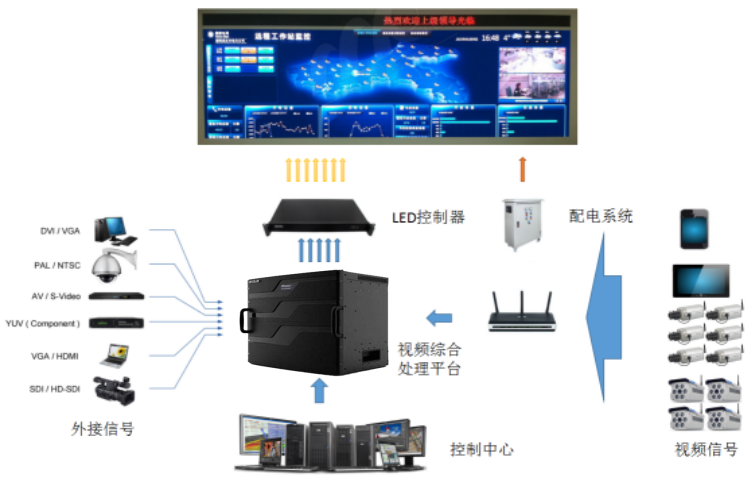 热烈欢迎上级领导光临
远程工作站监控
16:48
4°
LED控制器
配电系统
DVI / VGA
PAL / NTSC
AV / S-Video
YUV ( Component )
VGA / HDMI
SDI / HD-SDI
外接信号
视频综合
处理平台
控制中心
视频信号